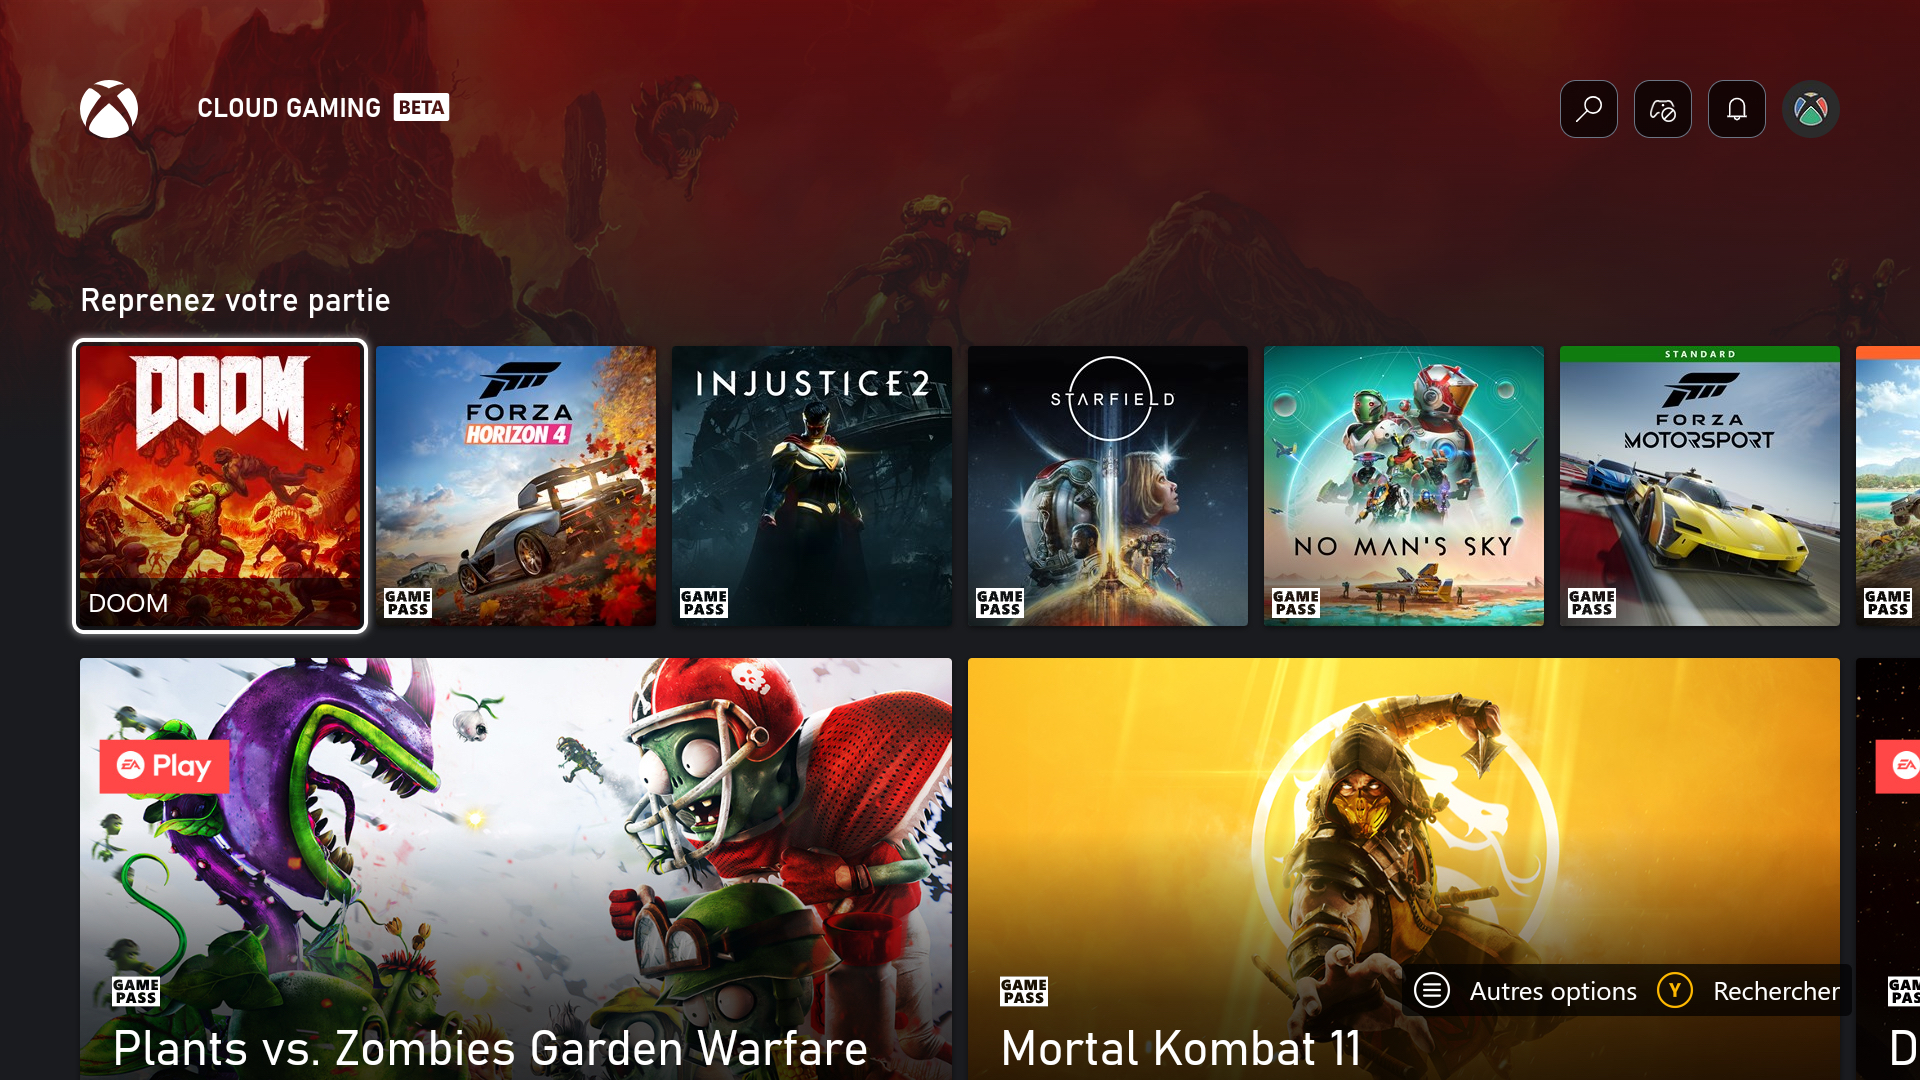 CLOUD GAMING BETA
Reprenez votre partie
DOOM
DOOM
FORZA
HORIZON 4
GAME
PASS
INJUSTICE 2
GAME
PASS
STARFIELD
GAME
PASS
NO MAN'S SKY
GAME
PASS
STANDARD
FORZA
MOTORSPORT
GAME
PASS
GAME
PASS
EA Play
GAME
PASS
Plants vs. Zombies Garden Warfare
GAME
PASS
Mortal Kombat 11
Autres options
Y Rechercher
EA
D